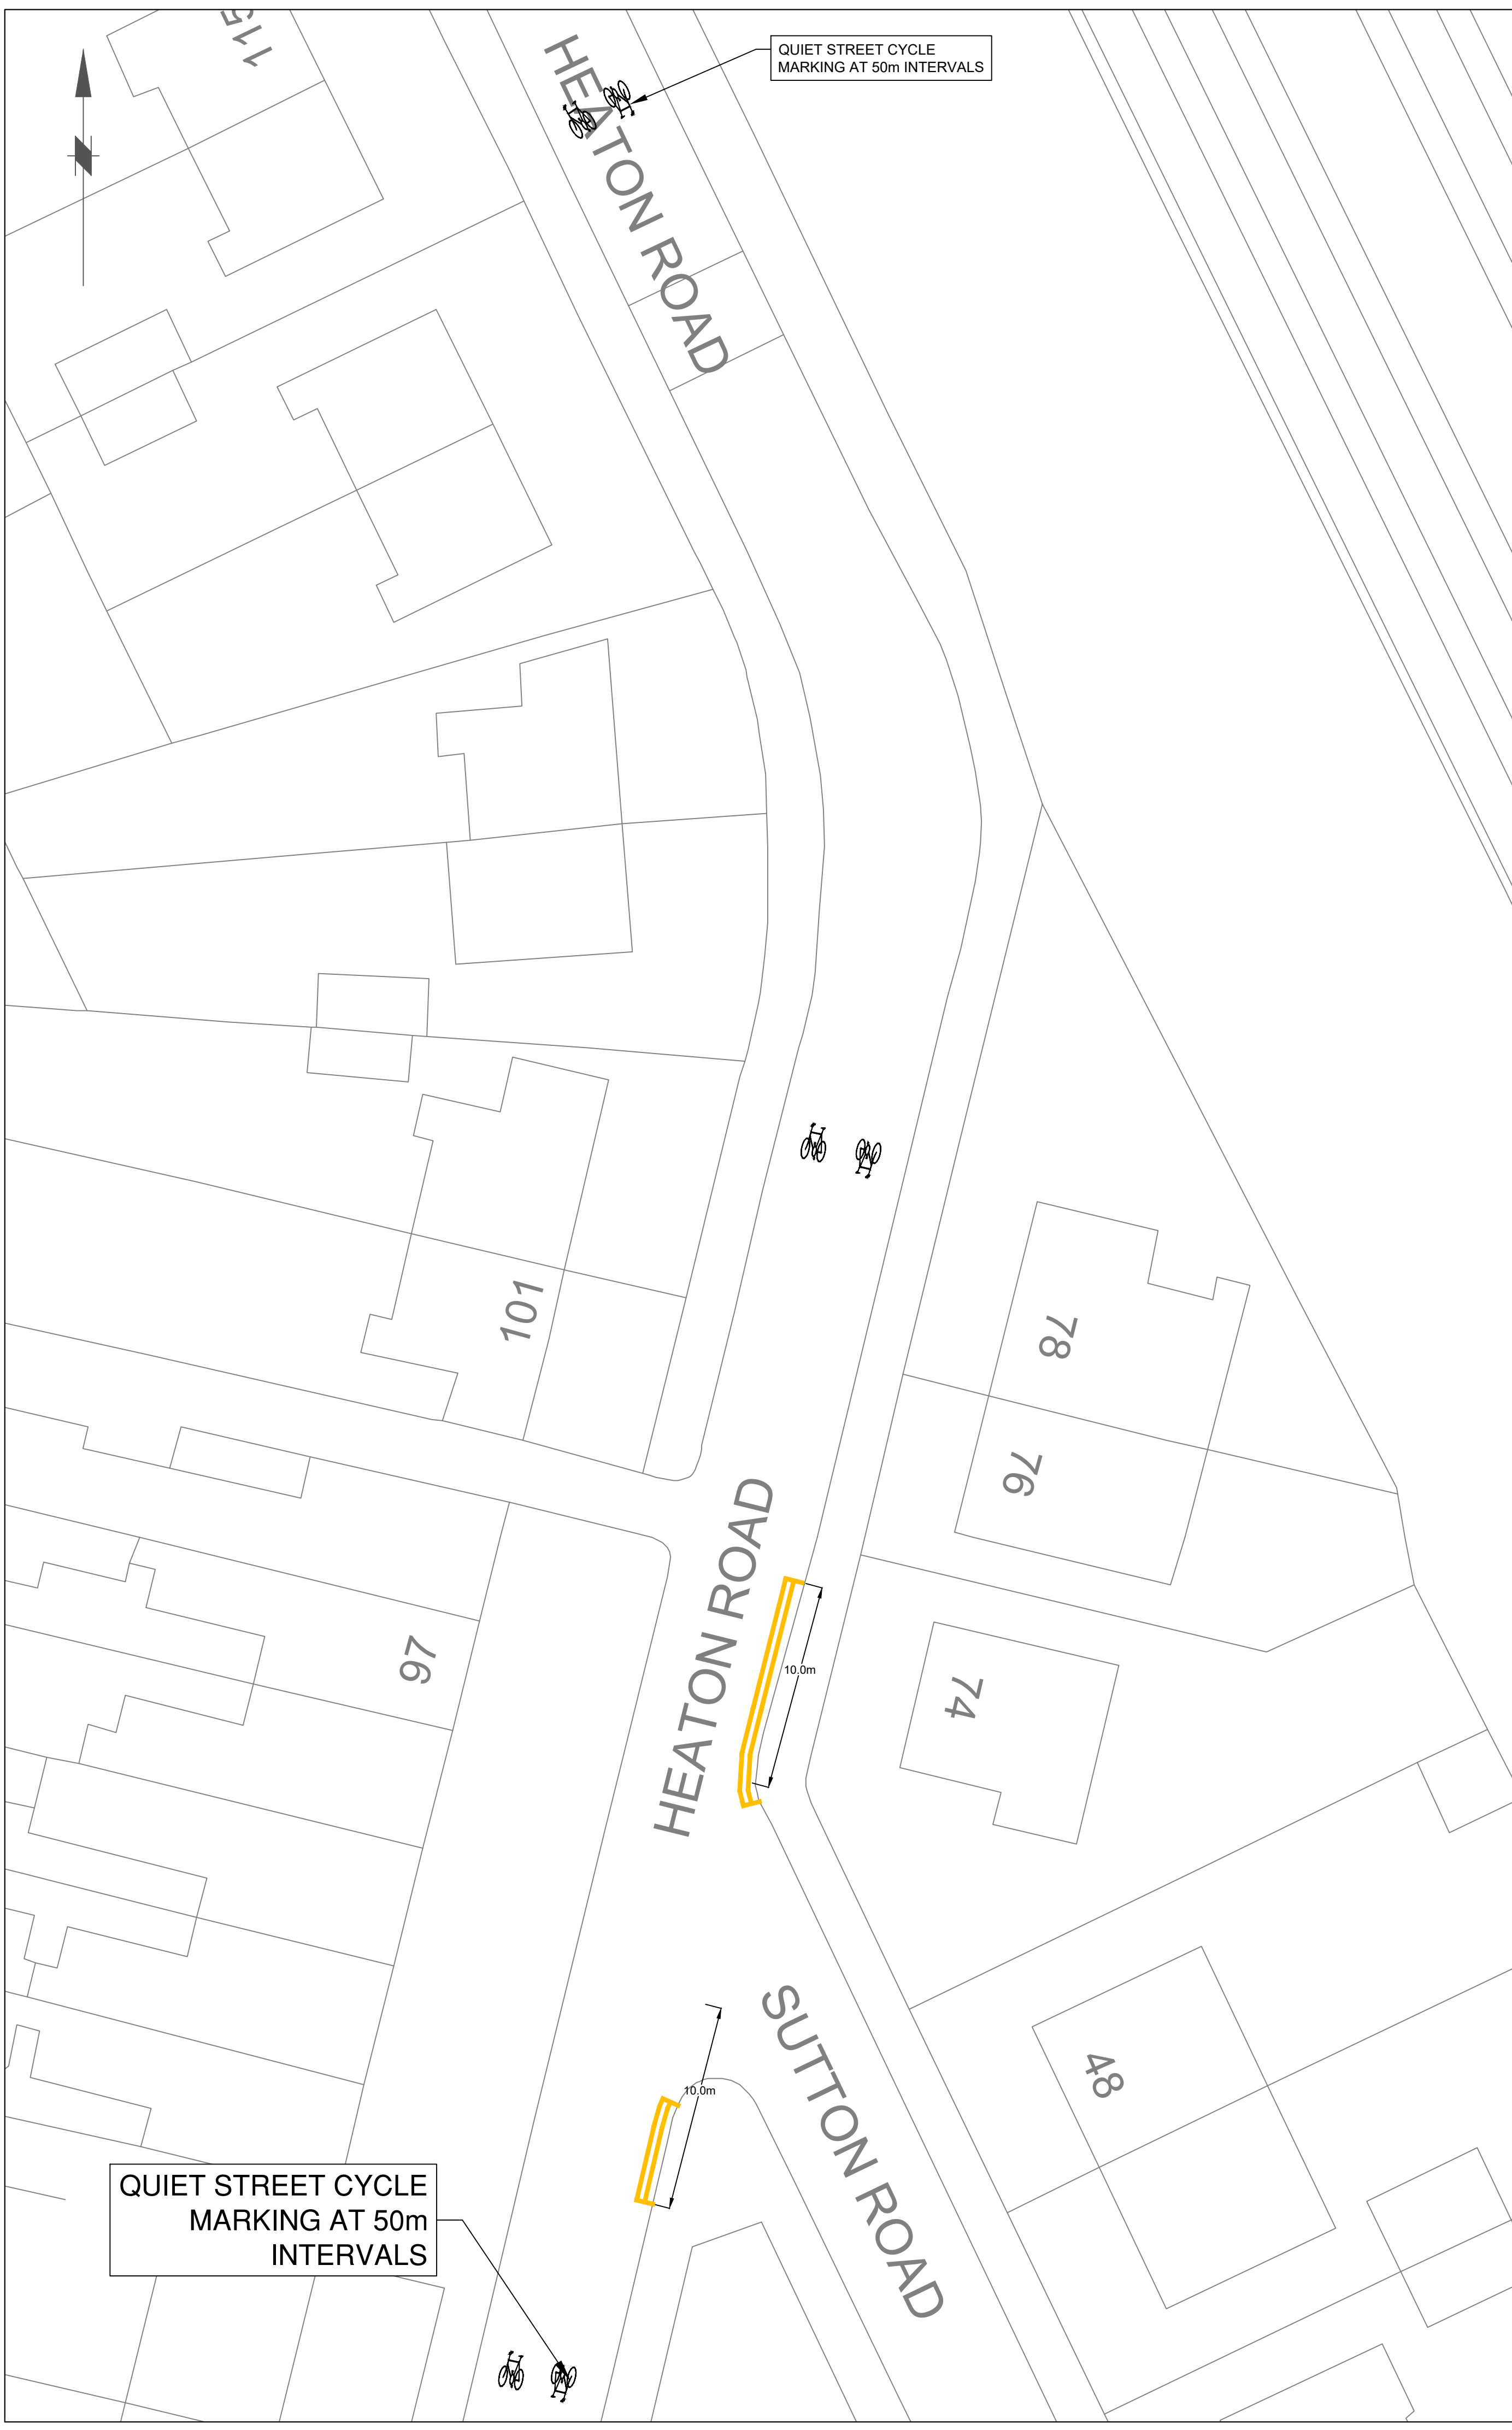 115
HEATON ROAD
QUIET STREET CYCLE
MARKING AT 50m INTERVALS
101
78
76
HEATON ROAD
97
10.0m
74
SUTTON ROAD
48
10.0m
QUIET STREET CYCLE
MARKING AT 50m
INTERVALS